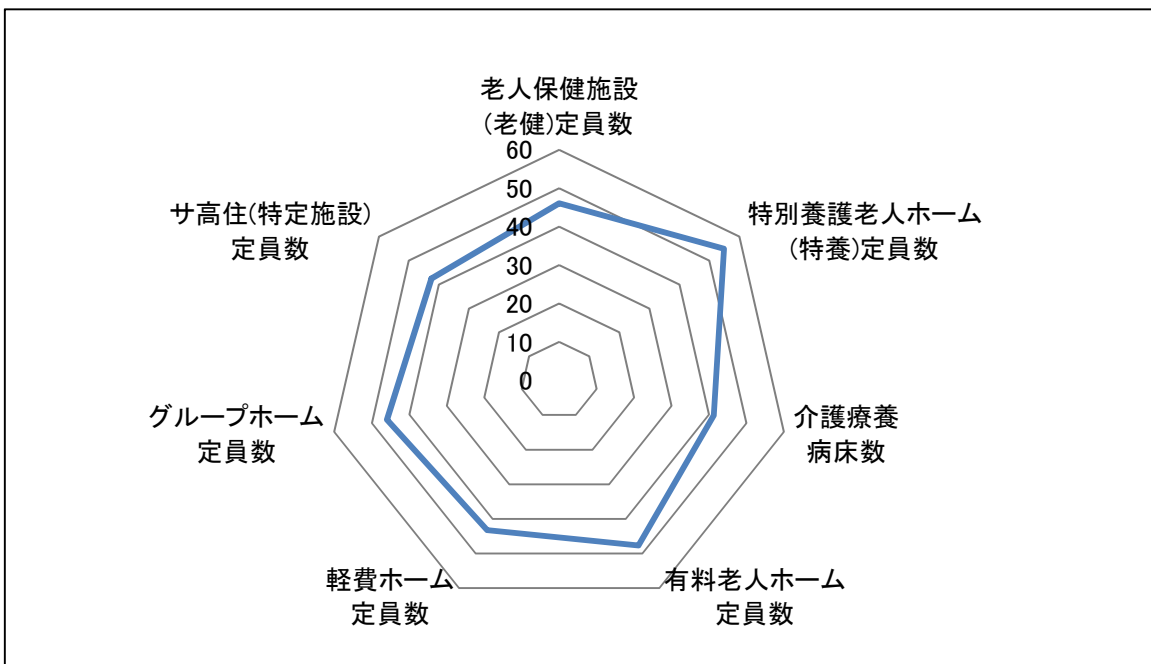 老人保健施設
(老健)定員数
60
50
40
30
20
10
0
特別養護老人ホーム
(特養)定員数
介護療養
病床数
有料老人ホーム
定員数
軽費ホーム
定員数
グループホーム
定員数
サ高住(特定施設)
定員数